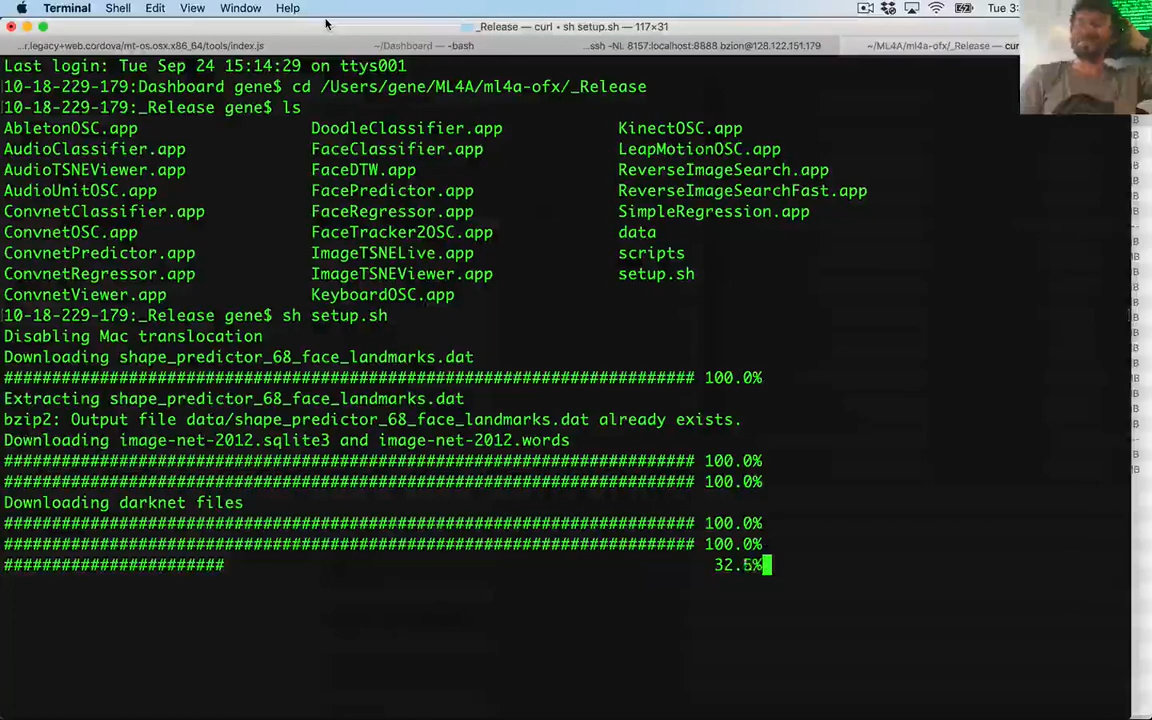 Terminal Shell Edit View Window Help Tue 3:
_Release — curl • sh setup.sh — 117×31
...r.legacy+web.cordova/mt-os.osx.x86_64/tools/index.js ~/Dashboard — -bash ...ssh -NL 8157:localhost:8888 bzion@128.122.151.179 ~/ML4A/ml4a-ofx/_Release — cur
Last login: Tue Sep 24 15:14:29 on ttys001
10-18-229-179:Dashboard gene$ cd /Users/gene/ML4A/ml4a-ofx/_Release
10-18-229-179:_Release gene$ ls
AbletonOSC.app DoodleClassifier.app KinectOSC.app
AudioClassifier.app FaceClassifier.app LeapMotionOSC.app
AudioTSNEViewer.app FaceDTW.app ReverseImageSearch.app
AudioUnitOSC.app FacePredictor.app ReverseImageSearchFast.app
ConvnetClassifier.app FaceRegressor.app SimpleRegression.app
ConvnetOSC.app FaceTracker2OSC.app data
ConvnetPredictor.app ImageTSNELive.app scripts
ConvnetRegressor.app ImageTSNEViewer.app setup.sh
ConvnetViewer.app KeyboardOSC.app
10-18-229-179:_Release gene$ sh setup.sh
Disabling Mac translocation
Downloading shape_predictor_68_face_landmarks.dat
######################################################################## 100.0%
Extracting shape_predictor_68_face_landmarks.dat
bzip2: Output file data/shape_predictor_68_face_landmarks.dat already exists.
Downloading image-net-2012.sqlite3 and image-net-2012.words
######################################################################## 100.0%
######################################################################## 100.0%
Downloading darknet files
######################################################################## 100.0%
######################################################################## 100.0%
####################### 32.5%